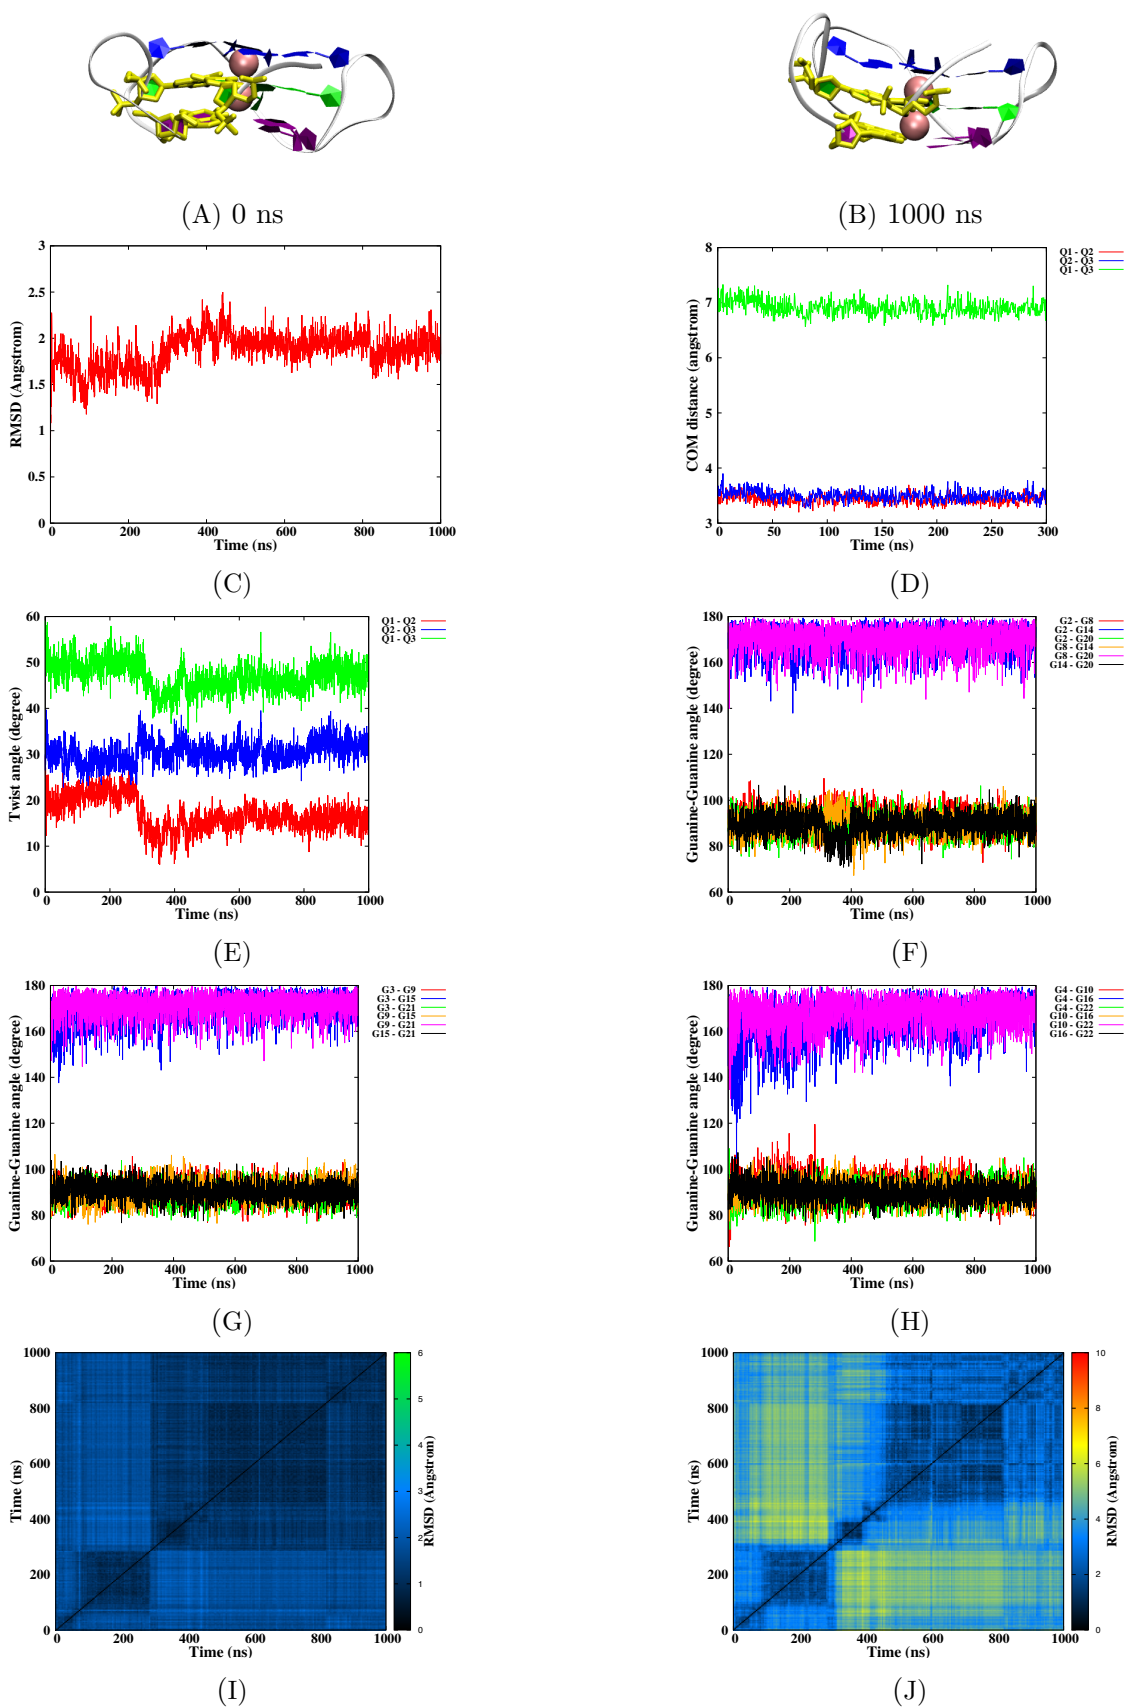 (A) 0 ns
(B) 1000 ns
3
2.5
2
1.5
1
0.5
0
RMSD (Angstrom)
0 200 400 600 800 1000
Time (ns)
(C)
8
7
6
5
4
3
COM distance (angstrom)
0 50 100 150 200 250 300
Time (ns)
Q1 - Q2
Q2 - Q3
Q1 - Q3
(D)
60
50
40
30
20
10
0
Twist angle (degree)
0 200 400 600 800 1000
Time (ns)
Q1 - Q2
Q2 - Q3
Q1 - Q3
(E)
180
160
140
120
100
80
60
Guanine-Guanine angle (degree)
0 200 400 600 800 1000
Time (ns)
G2 - G8
G2 - G14
G2 - G20
G8 - G14
G8 - G20
G14 - G20
(F)
180
160
140
120
100
80
60
Guanine-Guanine angle (degree)
0 200 400 600 800 1000
Time (ns)
G3 - G9
G3 - G15
G3 - G21
G9 - G15
G9 - G21
G15 - G21
(G)
180
160
140
120
100
80
60
Guanine-Guanine angle (degree)
0 200 400 600 800 1000
Time (ns)
G4 - G10
G4 - G16
G4 - G22
G10 - G16
G10 - G22
G16 - G22
(H)
1000
800
600
400
200
0
Time (ns)
0 200 400 600 800 1000
Time (ns)
6
5
4
3
2
1
0
RMSD (Angstrom)
(I)
1000
800
600
400
200
0
Time (ns)
0 200 400 600 800 1000
Time (ns)
10
8
6
4
2
0
RMSD (Angstrom)
(J)